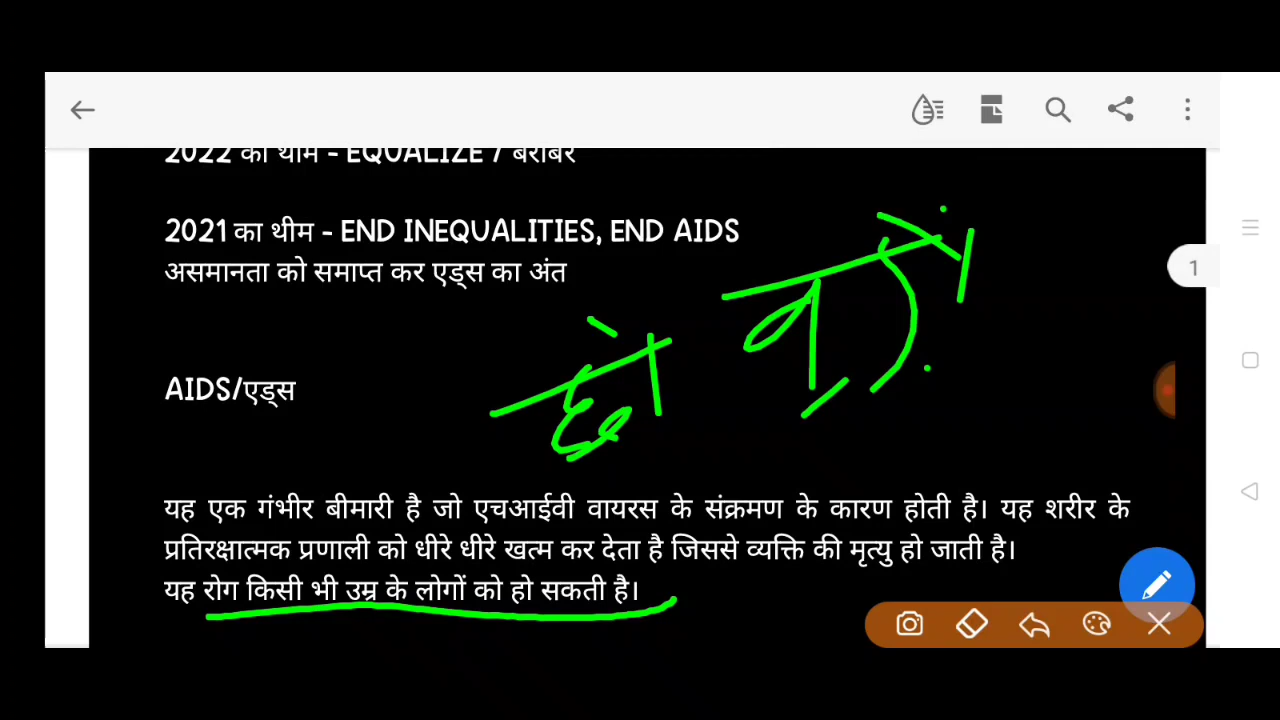 2022 का थीम - EQUALIZE / बराबर
2021 का थीम - END INEQUALITIES, END AIDS
असमानता को समाप्त कर एड्स का अंत
1
AIDS/एड्स
यह एक गंभीर बीमारी है जो एचआईवी वायरस के संक्रमण के कारण होती है। यह शरीर के
प्रतिरक्षात्मक प्रणाली को धीरे धीरे खत्म कर देता है जिससे व्यक्ति की मृत्यु हो जाती है।
यह रोग किसी भी उम्र के लोगों को हो सकती है।